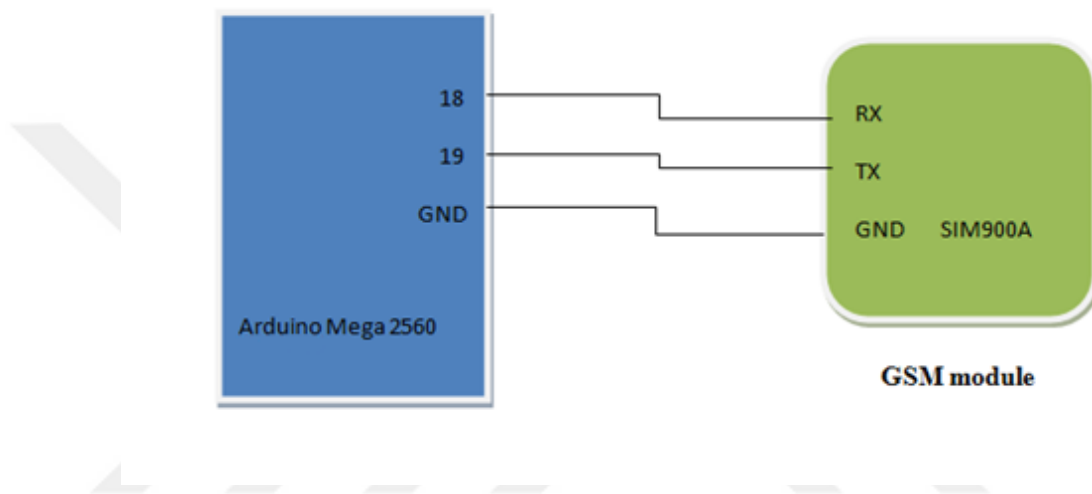 18
19
GND
Arduino Mega 2560
RX
TX
GND SIM900A
GSM module